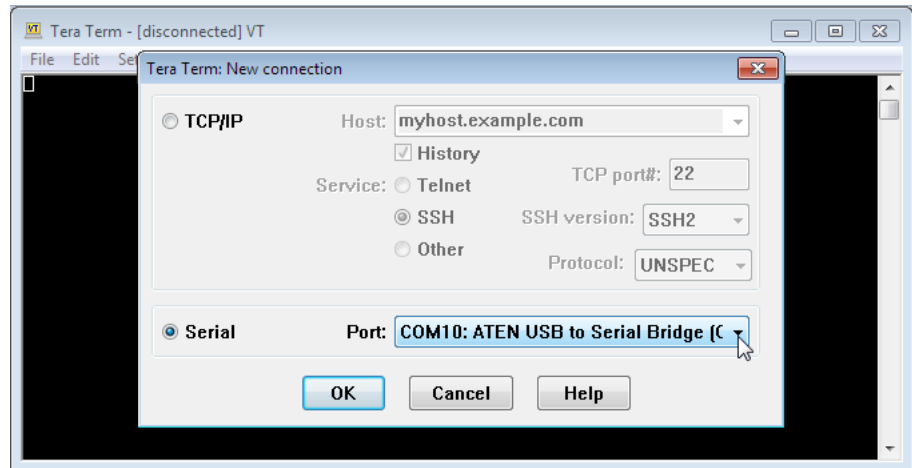 VT Tera Term - [disconnected] VT
File Edit Set
Tera Term: New connection
TCP/IP Host: myhost.example.com
History
Service: Telnet TCP port#: 22
SSH SSH version: SSH2
Other Protocol: UNSPEC
Serial Port: COM10: ATEN USB to Serial Bridge (C
OK Cancel Help